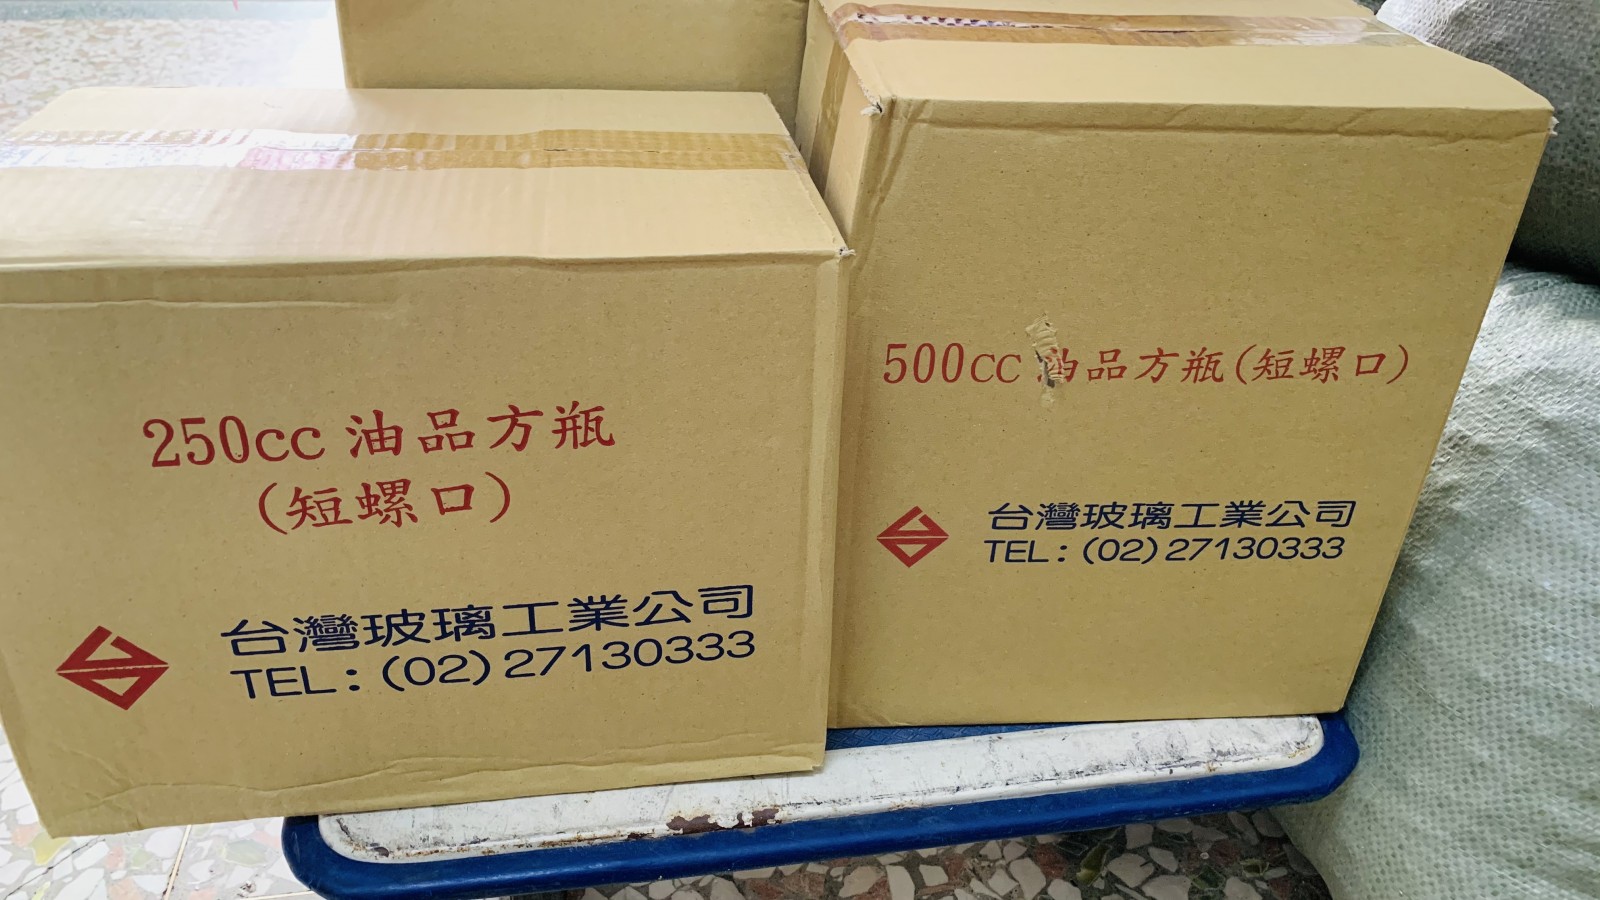 250cc 油品方瓶
(短螺口)
台灣玻璃工業公司
TEL：(02)27130333
500cc 油品方瓶(短螺口)
台灣玻璃工業公司
TEL：(02)27130333